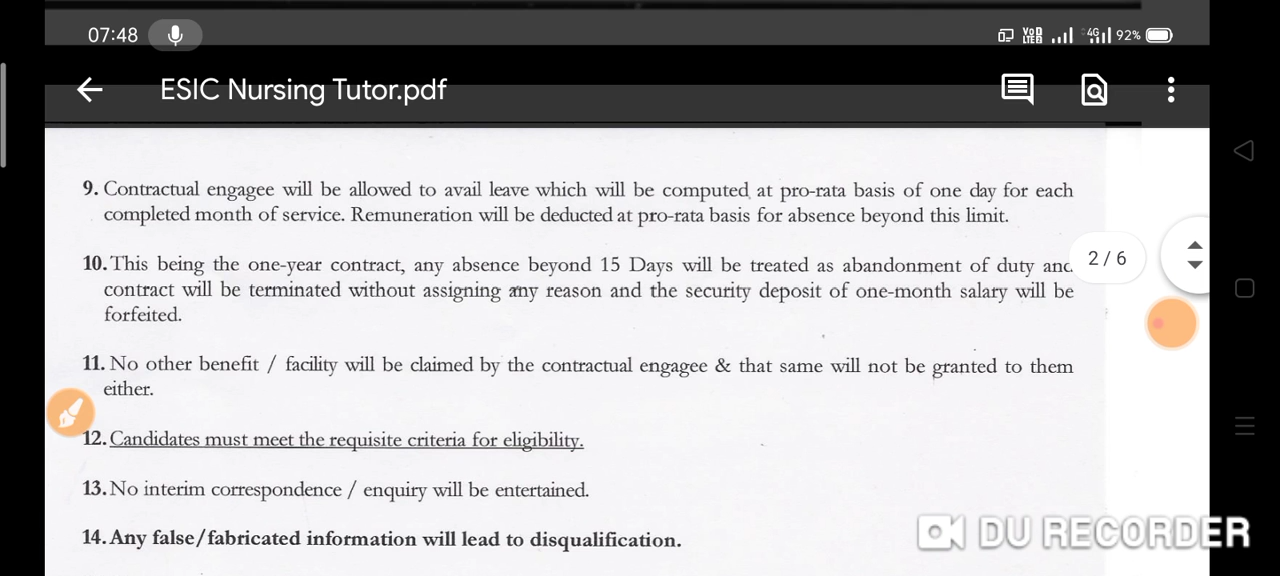 07:48
VoD LTE2 4G 92%
ESIC Nursing Tutor.pdf
9. Contractual engagee will be allowed to avail leave which will be computed at pro-rata basis of one day for each
completed month of service. Remuneration will be deducted at pro-rata basis for absence beyond this limit.
2 / 6
10. This being the one-year contract, any absence beyond 15 Days will be treated as abandonment of duty and
contract will be terminated without assigning any reason and the security deposit of one-month salary will be
forfeited.
11. No other benefit / facility will be claimed by the contractual engagee & that same will not be granted to them
either.
12. Candidates must meet the requisite criteria for eligibility.
13. No interim correspondence / enquiry will be entertained.
14. Any false/fabricated information will lead to disqualification.
DU RECORDER